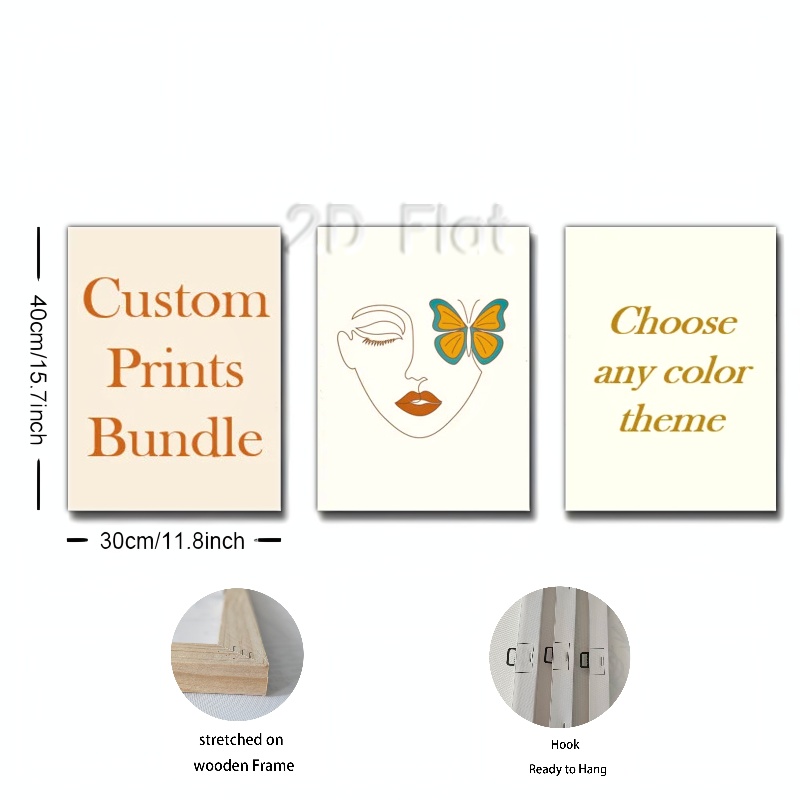 2D Flat
Custom
Prints
Bundle
Choose
any color
theme
40cm/15.7inch
30cm/11.8inch
stretched on
wooden Frame
Hook
Ready to Hang